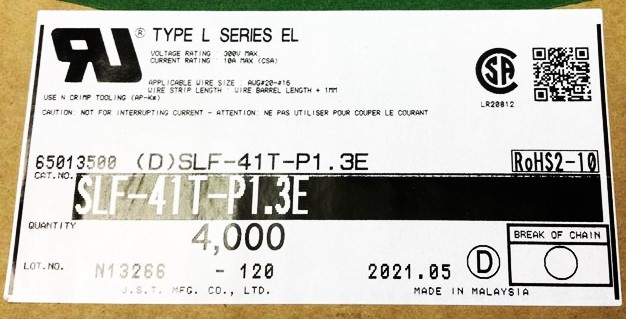 RU ® TYPE L SERIES EL
VOLTAGE RATING : 300V MAX.
CURRENT RATING : 10A MAX (CSA)
APPLICABLE WIRE SIZE : AWG#20-#16
WIRE STRIP LENGTH : WIRE BARREL LENGTH + 1MM
USE N CRIMP TOOLING (AP-K*)
CAUTION: NOT FOR INTERRUPTING CURRENT - ATTENTION: NE PAS UTILISER POUR COUPER LE COURANT
SA
LR20812
65013500 (D)SLF-41T-P1.3E RoHS2-10
CAT.NO. SLF-41T-P1.3E
QUANTITY 4,000
BREAK OF CHAIN
LOT.NO. N13266 - 120 2021.05 D
J.S.T. MFG. CO., LTD. MADE IN MALAYSIA